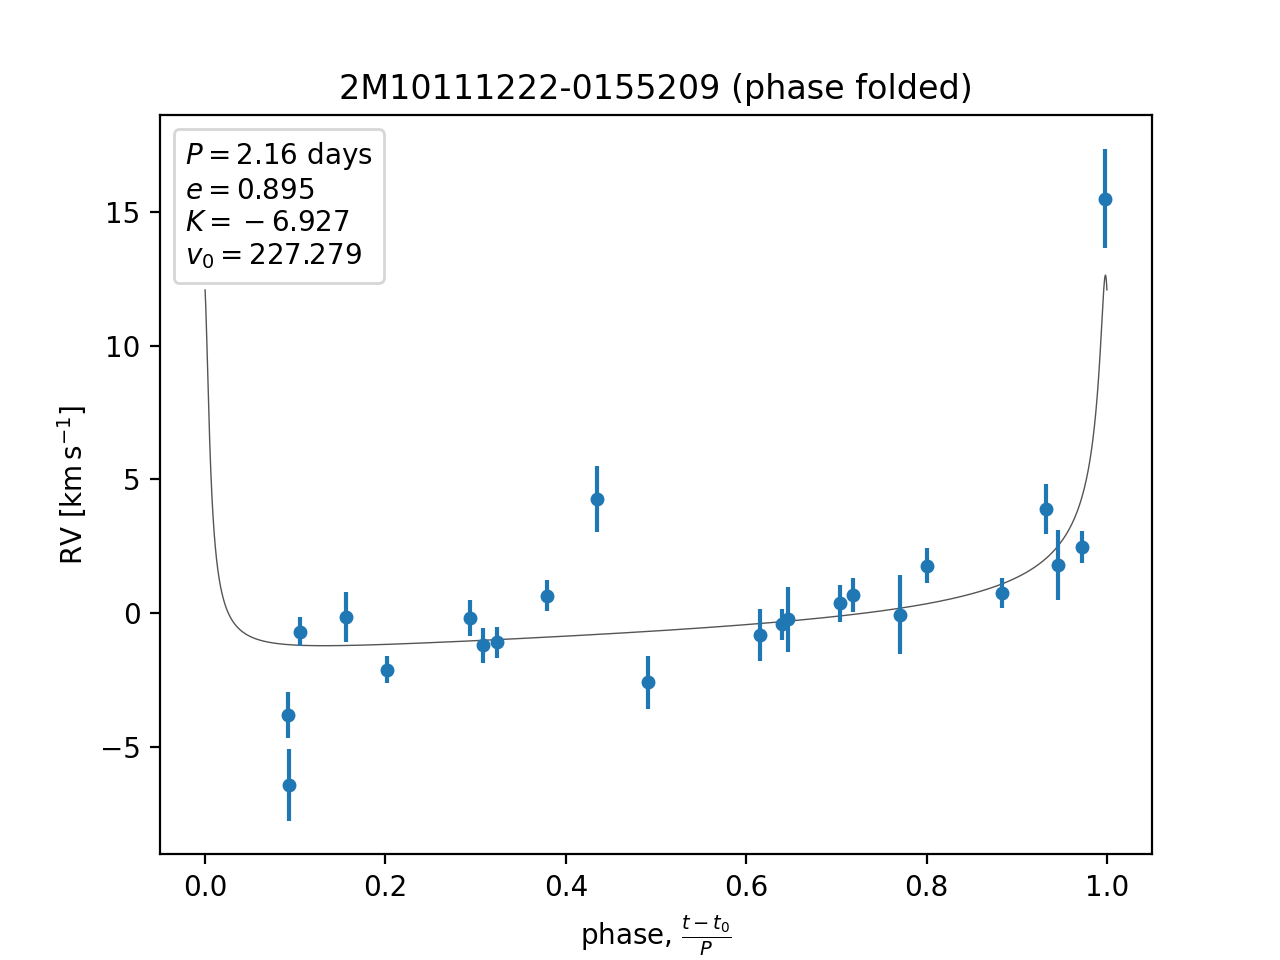 2M10111222-0155209 (phase folded)
P = 2.16 days
e = 0.895
K = −6.927
v₀ = 227.279
15
10
5
0
−5
RV [km s⁻¹]
0.0 0.2 0.4 0.6 0.8 1.0
phase, (t − t₀)/P